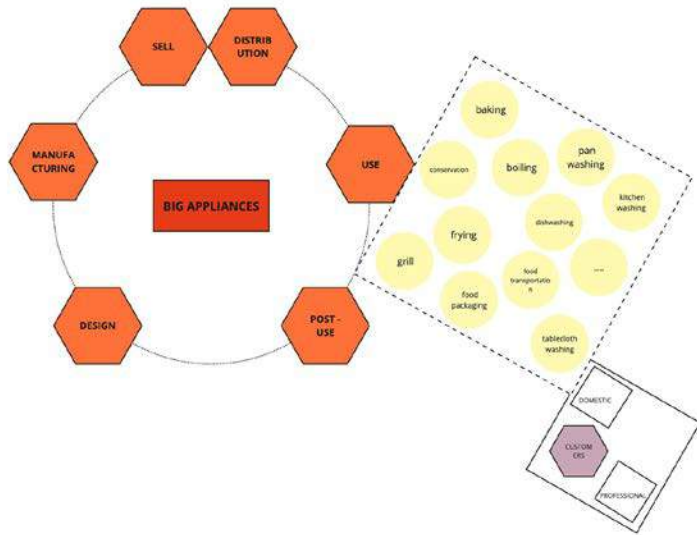 SELL
DISTRIB
UTION
MANUFA
CTURING
USE
BIG APPLIANCES
DESIGN
POST -
USE
baking
conservation
boiling
pan
washing
kitchen
washing
frying
dishwashing
grill
food
packaging
food
transportatio
n
....
tablecloth
washing
DOMESTIC
CUSTOM
ERS
PROFESSIONAL